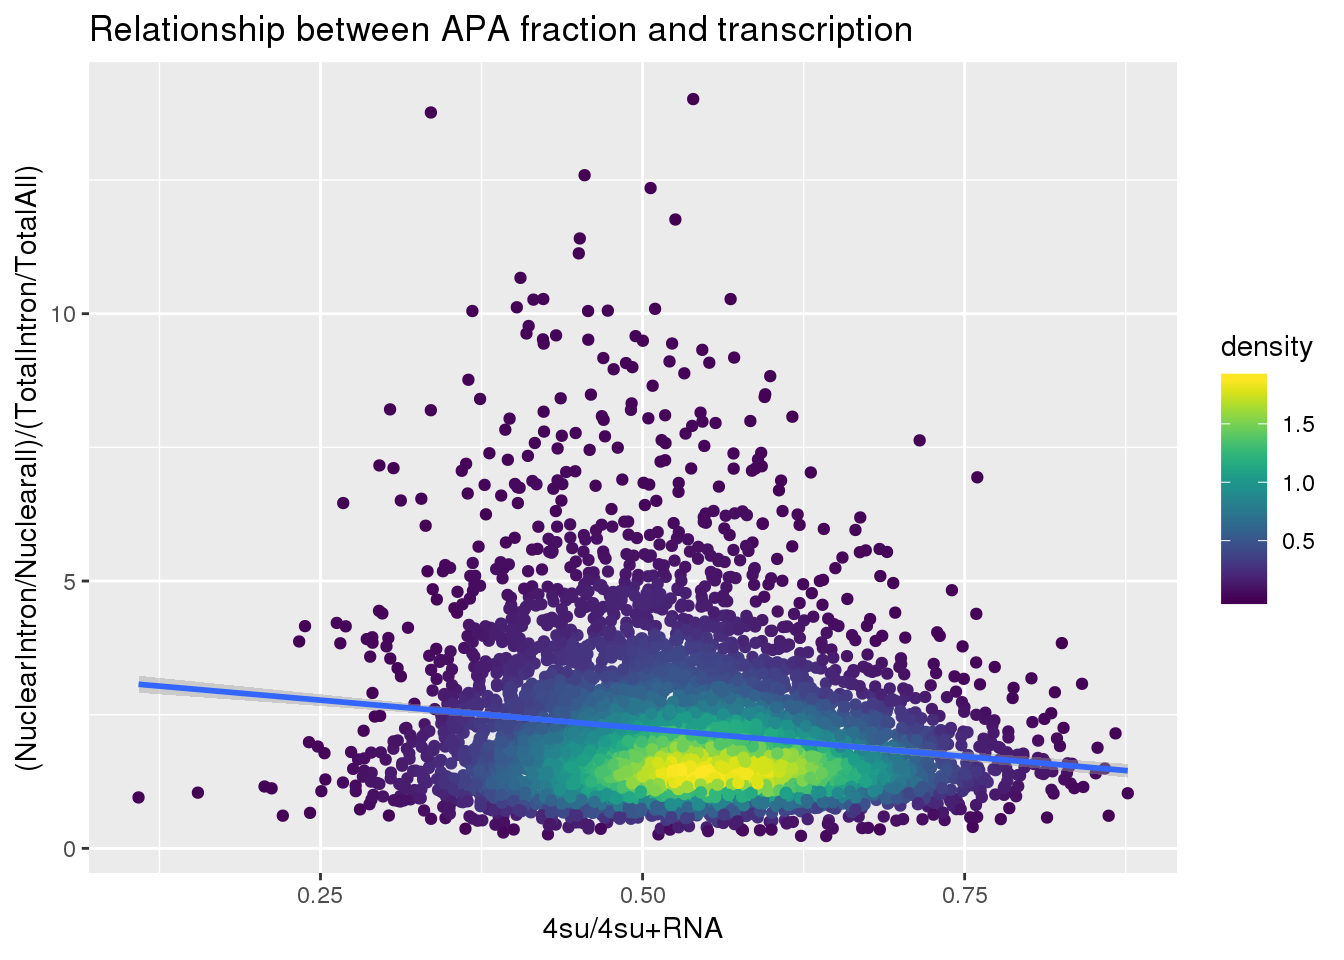 Relationship between APA fraction and transcription
(NuclearIntron/Nuclearall)/(TotalIntron/TotalAll)
10
5
0
0.25
0.50
0.75
4su/4su+RNA
density
1.5
1.0
0.5